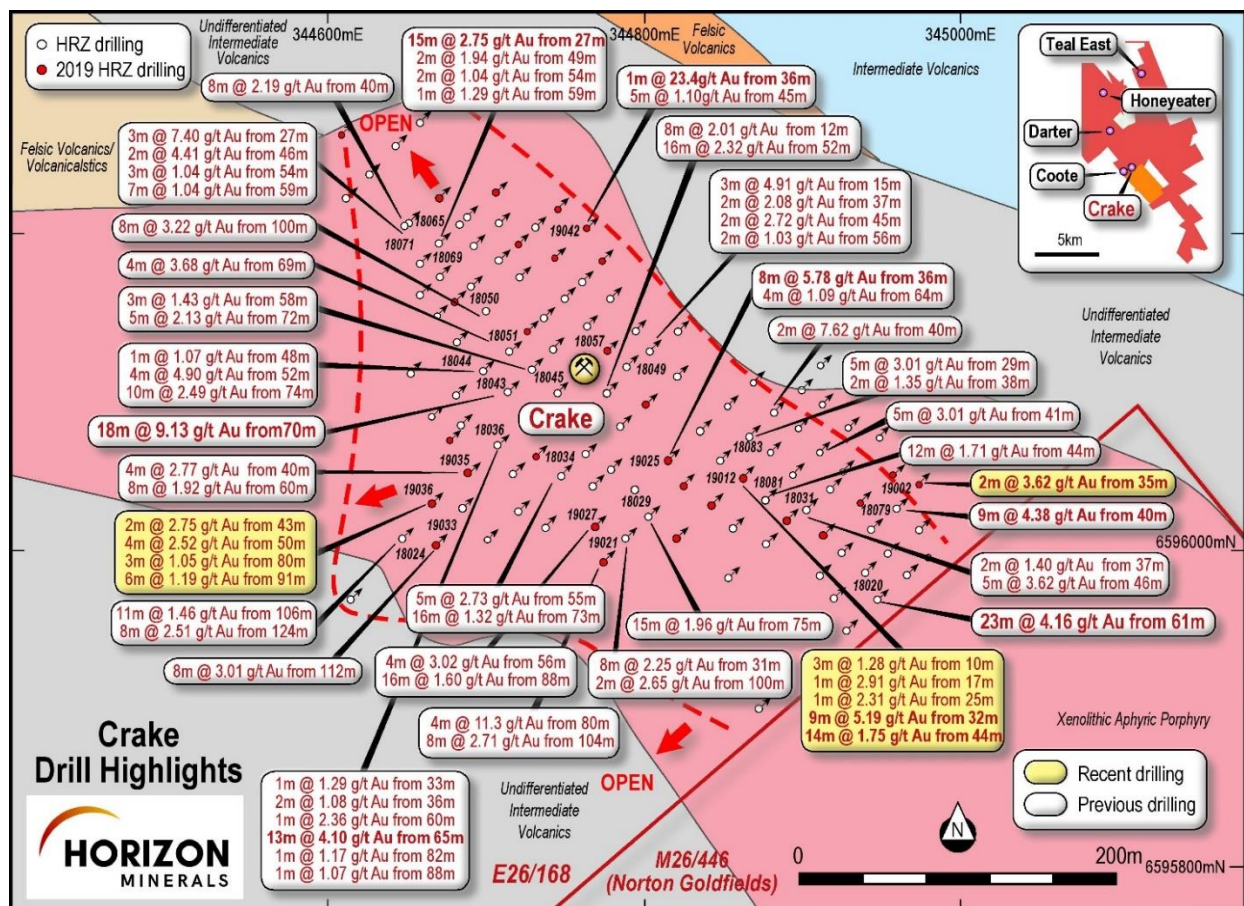 344600mE
344800mE
345000mE
HRZ drilling
2019 HRZ drilling
Undifferentiated
Intermediate
Volcanics
Felsic
Volcanics
Intermediate Volcanics
Teal East
Honeyeater
Darter
Coote
Crake
5km
8m @ 2.19 g/t Au from 40m
15m @ 2.75 g/t Au from 27m
2m @ 1.94 g/t Au from 49m
2m @ 1.04 g/t Au from 54m
1m @ 1.29 g/t Au from 59m
1m @ 23.4g/t Au from 36m
5m @ 1.10g/t Au from 45m
8m @ 2.01 g/t Au from 12m
16m @ 2.32 g/t Au from 52m
OPEN
Felsic Volcanics/
Volcanicalstics
3m @ 7.40 g/t Au from 27m
2m @ 4.41 g/t Au from 46m
3m @ 1.04 g/t Au from 54m
7m @ 1.04 g/t Au from 59m
3m @ 4.91 g/t Au from 15m
2m @ 2.08 g/t Au from 37m
2m @ 2.72 g/t Au from 45m
2m @ 1.03 g/t Au from 56m
8m @ 3.22 g/t Au from 100m
4m @ 3.68 g/t Au from 69m
3m @ 1.43 g/t Au from 58m
5m @ 2.13 g/t Au from 72m
1m @ 1.07 g/t Au from 48m
4m @ 4.90 g/t Au from 52m
10m @ 2.49 g/t Au from 74m
18m @ 9.13 g/t Au from70m
4m @ 2.77 g/t Au from 40m
8m @ 1.92 g/t Au from 60m
2m @ 2.75 g/t Au from 43m
4m @ 2.52 g/t Au from 50m
3m @ 1.05 g/t Au from 80m
6m @ 1.19 g/t Au from 91m
11m @ 1.46 g/t Au from 106m
8m @ 2.51 g/t Au from 124m
8m @ 3.01 g/t Au from 112m
18065
18071
18069
19042
18050
18051
18057
18044
18045
18049
18043
Crake
18036
18034
19035
19025
18083
19036
19012
18081
19002
18029
18031
18079
19033
19027
18024
19021
18020
8m @ 5.78 g/t Au from 36m
4m @ 1.09 g/t Au from 64m
2m @ 7.62 g/t Au from 40m
Undifferentiated
Intermediate
Volcanics
5m @ 3.01 g/t Au from 29m
2m @ 1.35 g/t Au from 38m
5m @ 3.01 g/t Au from 41m
12m @ 1.71 g/t Au from 44m
2m @ 3.62 g/t Au from 35m
9m @ 4.38 g/t Au from 40m
6596000mN
2m @ 1.40 g/t Au from 37m
5m @ 3.62 g/t Au from 46m
23m @ 4.16 g/t Au from 61m
5m @ 2.73 g/t Au from 55m
16m @ 1.32 g/t Au from 73m
15m @ 1.96 g/t Au from 75m
4m @ 3.02 g/t Au from 56m
16m @ 1.60 g/t Au from 88m
8m @ 2.25 g/t Au from 31m
2m @ 2.65 g/t Au from 100m
3m @ 1.28 g/t Au from 10m
1m @ 2.91 g/t Au from 17m
1m @ 2.31 g/t Au from 25m
9m @ 5.19 g/t Au from 32m
14m @ 1.75 g/t Au from 44m
4m @ 11.3 g/t Au from 80m
8m @ 2.71 g/t Au from 104m
Xenolithic Aphyric Porphyry
Crake
Drill Highlights
HORIZON
MINERALS
1m @ 1.29 g/t Au from 33m
2m @ 1.08 g/t Au from 36m
1m @ 2.36 g/t Au from 60m
13m @ 4.10 g/t Au from 65m
1m @ 1.17 g/t Au from 82m
1m @ 1.07 g/t Au from 88m
Undifferentiated
Intermediate
Volcanics
OPEN
E26/168
M26/446
(Norton Goldfields)
Recent drilling
Previous drilling
N
0
200m
6595800mN